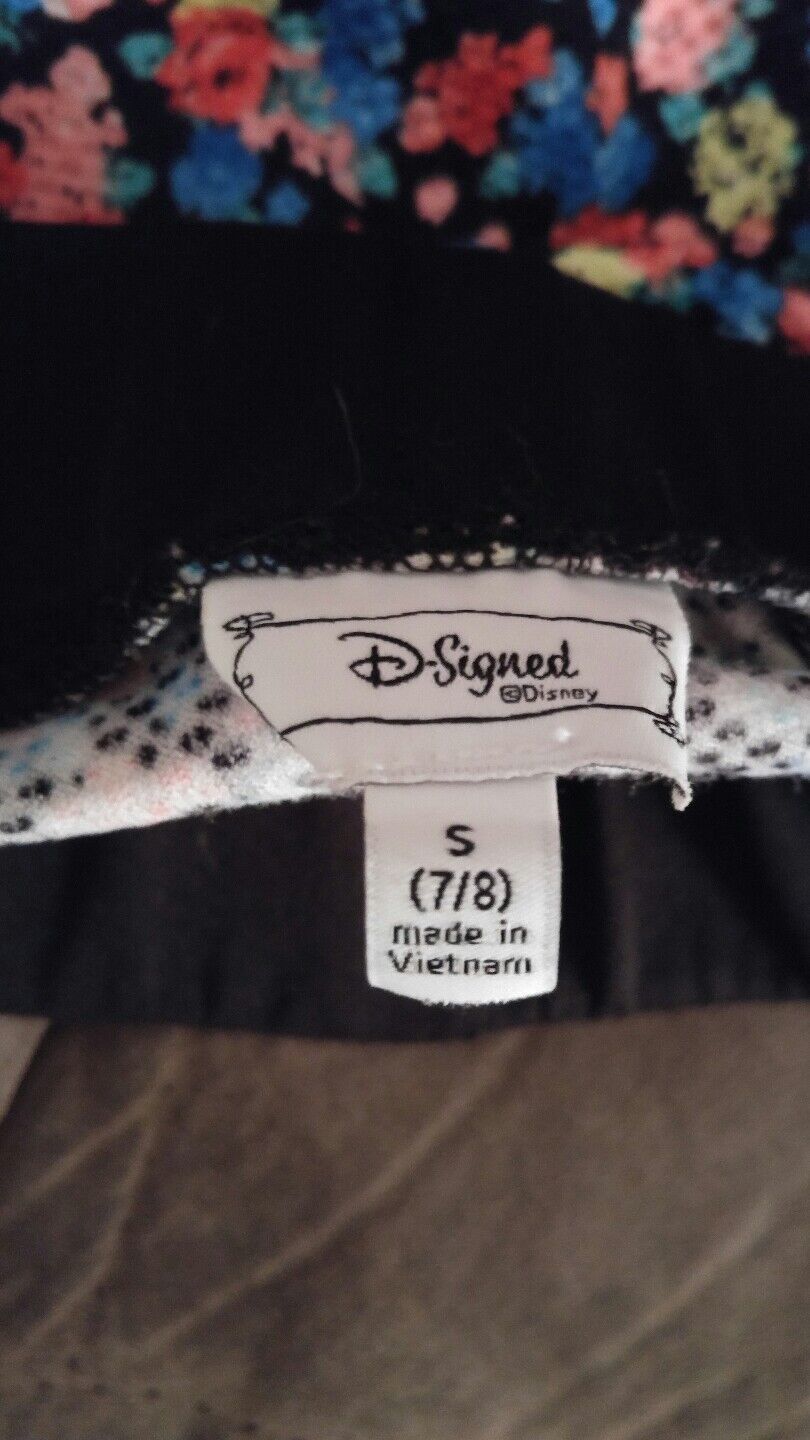 D-Signed
©Disney
S
(7/8)
made in
Vietnam